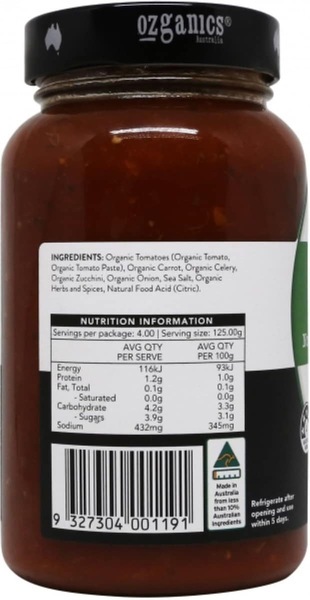 ozganics®
Australia
INGREDIENTS: Organic Tomatoes (Organic Tomato,
Organic Tomato Paste), Organic Carrot, Organic Celery,
Organic Zucchini, Organic Onion, Sea Salt, Organic
Herbs and Spices, Natural Food Acid (Citric).
NUTRITION INFORMATION
Servings per package: 4.00 | Serving size: 125.00g
AVG QTY PER SERVE AVG QTY PER 100g
Energy 116kJ 93kJ
Protein 1.2g 1.0g
Fat, Total 0.1g 0.1g
- Saturated 0.0g 0.0g
Carbohydrate 4.2g 3.3g
- Sugars 3.9g 3.1g
Sodium 432mg 345mg
9 327304 001191
Made in
Australia
from less
than 10%
Australian
ingredients
Refrigerate after
opening and use
within 5 days.